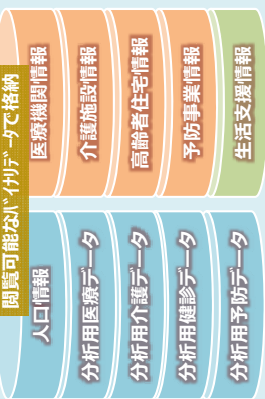 閲覧可能なバイナリデータで格納
医療機関情報
介護施設情報
高齢者住宅情報
予防事業情報
生活支援情報
人口情報
分析用医療データ
分析用介護データ
分析用健診データ
分析用予防データ